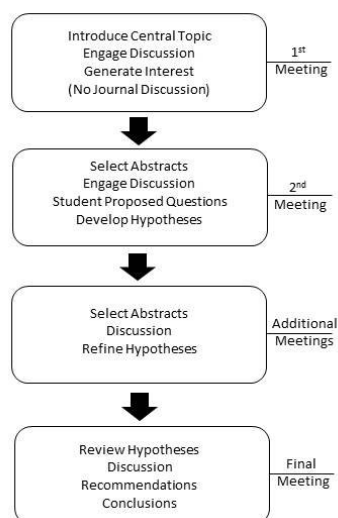 Introduce Central Topic
Engage Discussion
Generate Interest
(No Journal Discussion)
1st
Meeting
Select Abstracts
Engage Discussion
Student Proposed Questions
Develop Hypotheses
2nd
Meeting
Select Abstracts
Discussion
Refine Hypotheses
Additional
Meetings
Review Hypotheses
Discussion
Recommendations
Conclusions
Final
Meeting